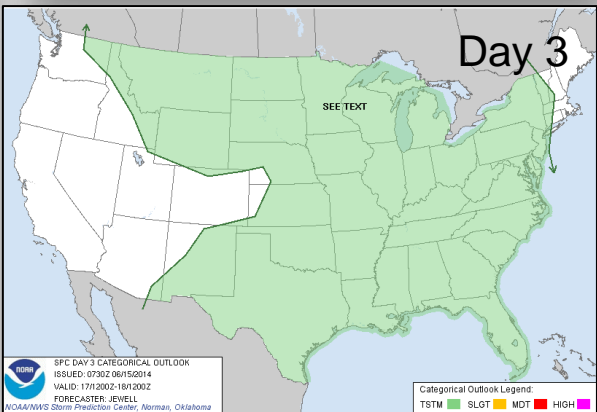 Day 3
SEE TEXT
NOAA
SPC DAY 3 CATEGORICAL OUTLOOK
ISSUED: 0730Z 06/15/2014
VALID: 17/1200Z-18/1200Z
FORECASTER: JEWELL
NOAA/NWS Storm Prediction Center, Norman, Oklahoma
Categorical Outlook Legend:
TSTM SLGT MDT HIGH